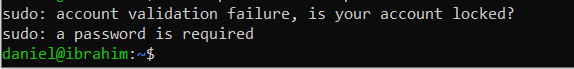 sudo: account validation failure, is your account locked?
sudo: a password is required
daniel@ibrahim:~$